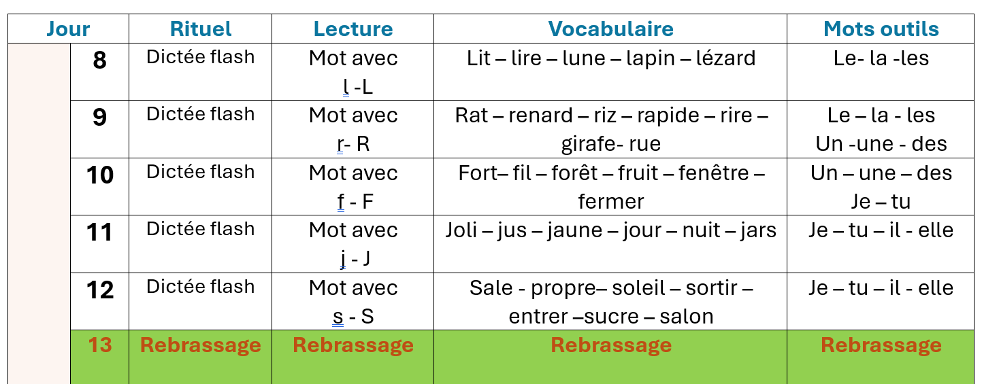 Jour Rituel Lecture Vocabulaire Mots outils
8 Dictée flash Mot avec Lit – lire – lune – lapin – lézard Le- la -les
l -L
9 Dictée flash Mot avec Rat – renard – riz – rapide – rire – Le – la - les
r- R girafe- rue Un -une - des
10 Dictée flash Mot avec Fort– fil – forêt – fruit – fenêtre – Un – une – des
f - F fermer Je – tu
11 Dictée flash Mot avec Joli – jus – jaune – jour – nuit – jars Je – tu – il - elle
j - J
12 Dictée flash Mot avec Sale - propre– soleil – sortir – Je – tu – il - elle
s - S entrer –sucre – salon
13 Rebrassage Rebrassage Rebrassage Rebrassage